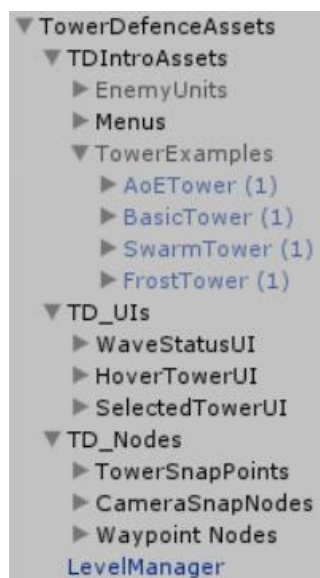 TowerDefenceAssets
TDIntroAssets
EnemyUnits
Menus
TowerExamples
AoETower (1)
BasicTower (1)
SwarmTower (1)
FrostTower (1)
TD_UIs
WaveStatusUI
HoverTowerUI
SelectedTowerUI
TD_Nodes
TowerSnapPoints
CameraSnapNodes
Waypoint Nodes
LevelManager